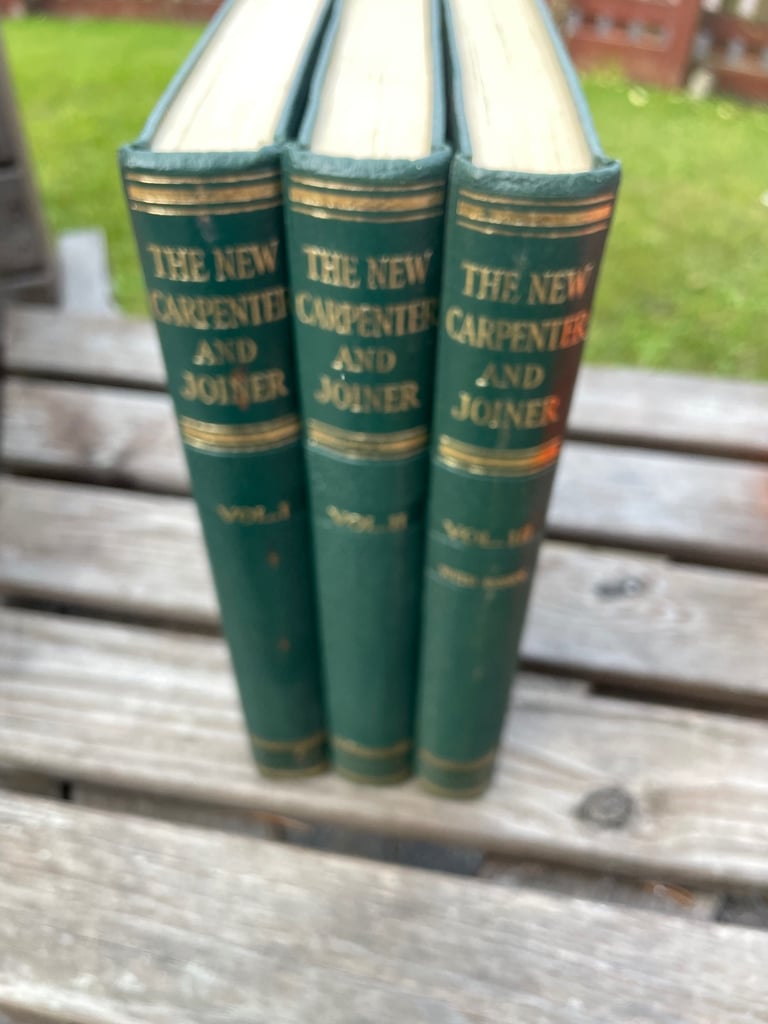 THE NEW
CARPENTER
AND
JOINER
VOL.I
THE NEW
CARPENTER
AND
JOINER
VOL.II
THE NEW
CARPENTER
AND
JOINER
VOL.III